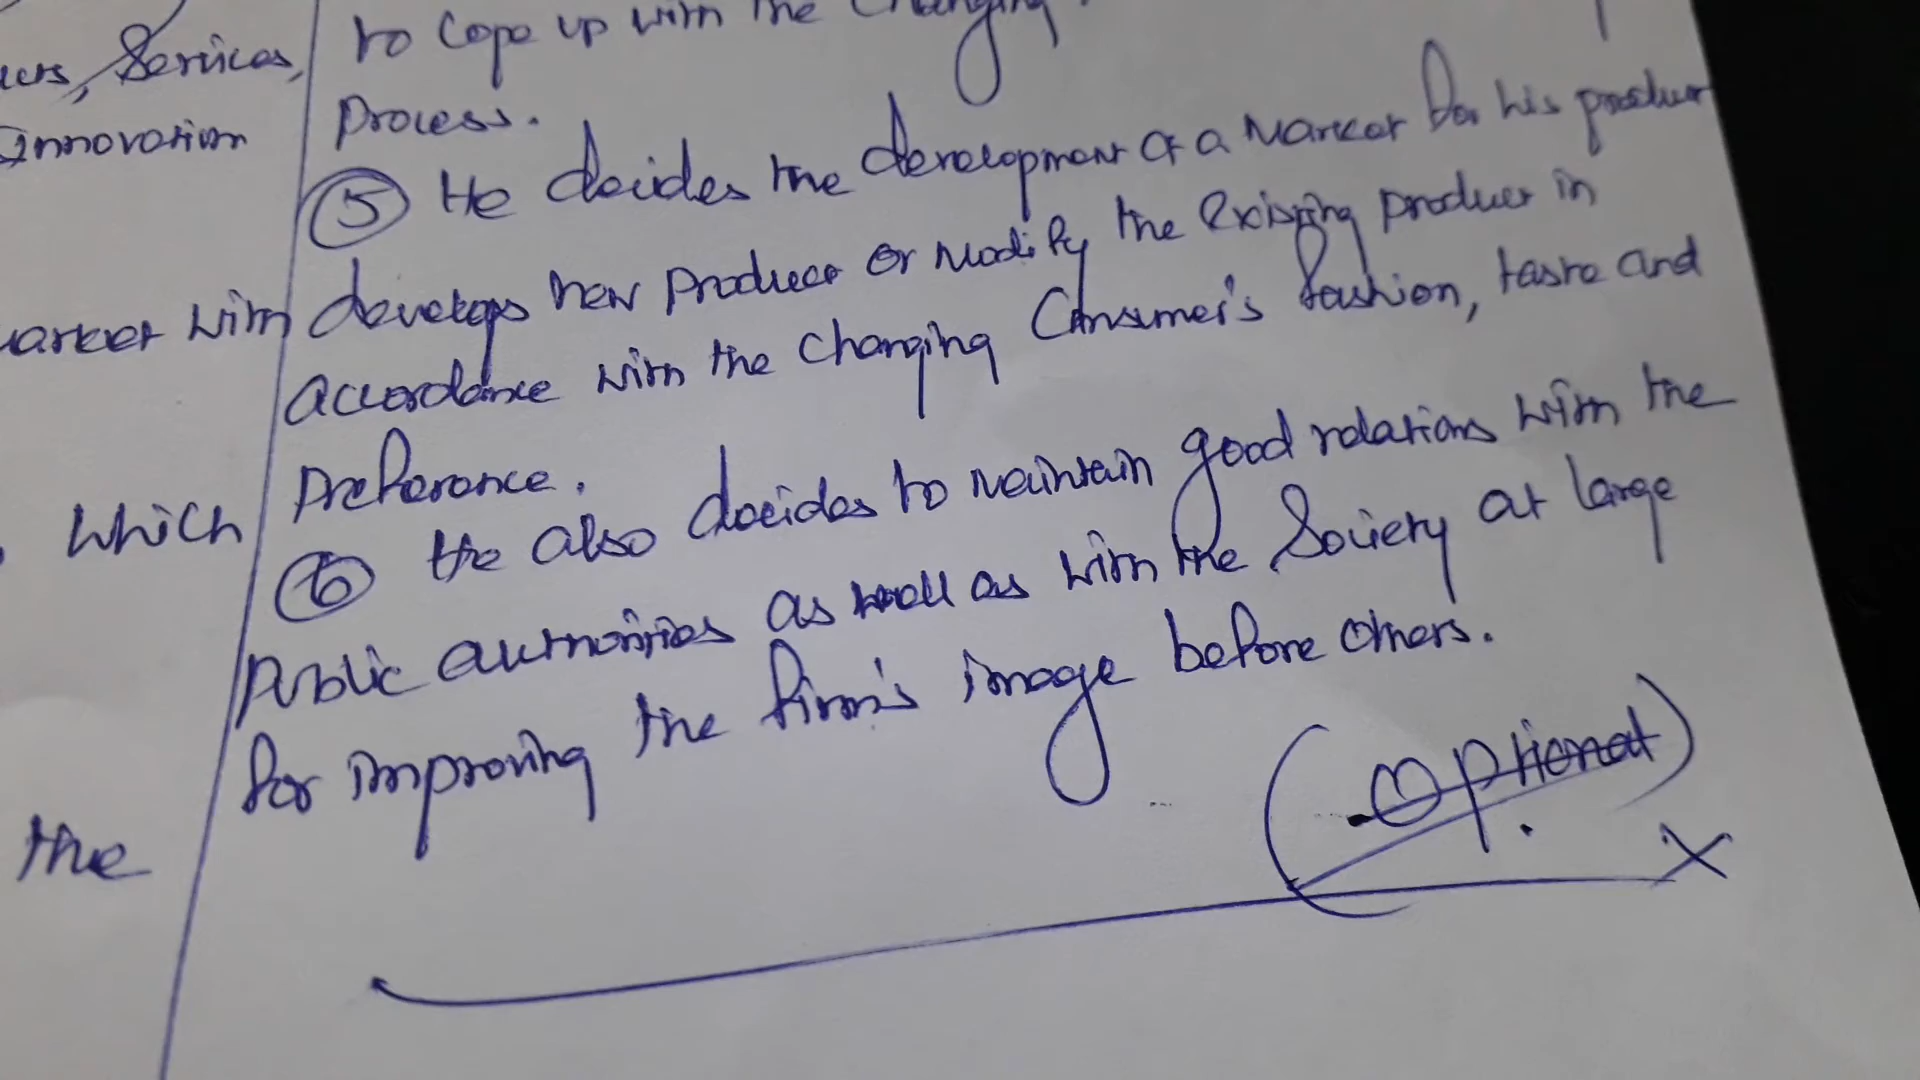 ucts, Services,
Innovation
market with
, which
the
to cope up with the changing
process.
⑤ He decides the development of a Market for his product
develops new product or Modify the existing product in
accordance with the changing Consumer's fashion, taste and
preference.
⑥ He also decides to maintain good relations with the
public authorities as well as with the Society at large
for improving the firm's image before others.
(Optional)